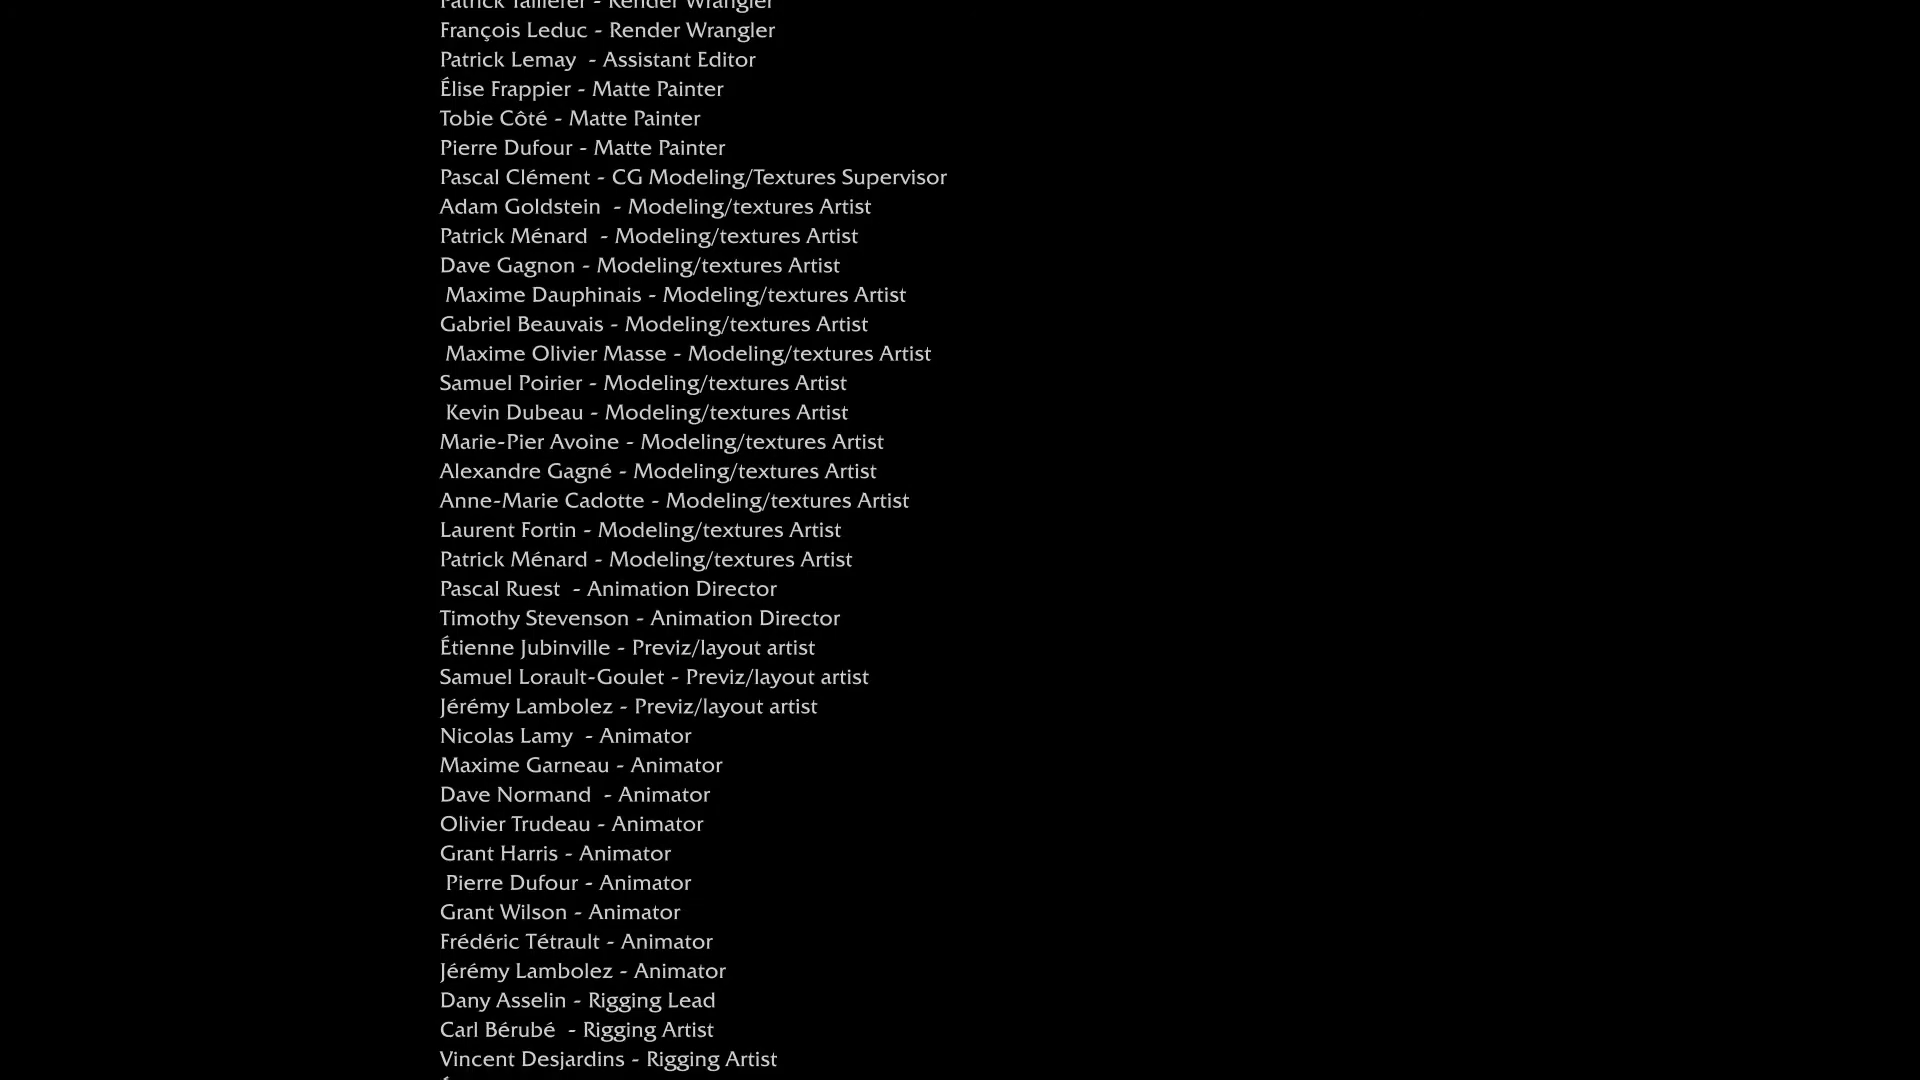 Patrick Taillefer - Render Wrangler
François Leduc - Render Wrangler
Patrick Lemay  - Assistant Editor
Élise Frappier - Matte Painter
Tobie Côté - Matte Painter
Pierre Dufour - Matte Painter
Pascal Clément - CG Modeling/Textures Supervisor
Adam Goldstein  - Modeling/textures Artist
Patrick Ménard  - Modeling/textures Artist
Dave Gagnon - Modeling/textures Artist
Maxime Dauphinais - Modeling/textures Artist
Gabriel Beauvais - Modeling/textures Artist
Maxime Olivier Masse - Modeling/textures Artist
Samuel Poirier - Modeling/textures Artist
Kevin Dubeau - Modeling/textures Artist
Marie-Pier Avoine - Modeling/textures Artist
Alexandre Gagné - Modeling/textures Artist
Anne-Marie Cadotte - Modeling/textures Artist
Laurent Fortin - Modeling/textures Artist
Patrick Ménard - Modeling/textures Artist
Pascal Ruest  - Animation Director
Timothy Stevenson - Animation Director
Étienne Jubinville - Previz/layout artist
Samuel Lorault-Goulet - Previz/layout artist
Jérémy Lambolez - Previz/layout artist
Nicolas Lamy  - Animator
Maxime Garneau - Animator
Dave Normand  - Animator
Olivier Trudeau - Animator
Grant Harris - Animator
Pierre Dufour - Animator
Grant Wilson - Animator
Frédéric Tétrault - Animator
Jérémy Lambolez - Animator
Dany Asselin - Rigging Lead
Carl Bérubé  - Rigging Artist
Vincent Desjardins - Rigging Artist